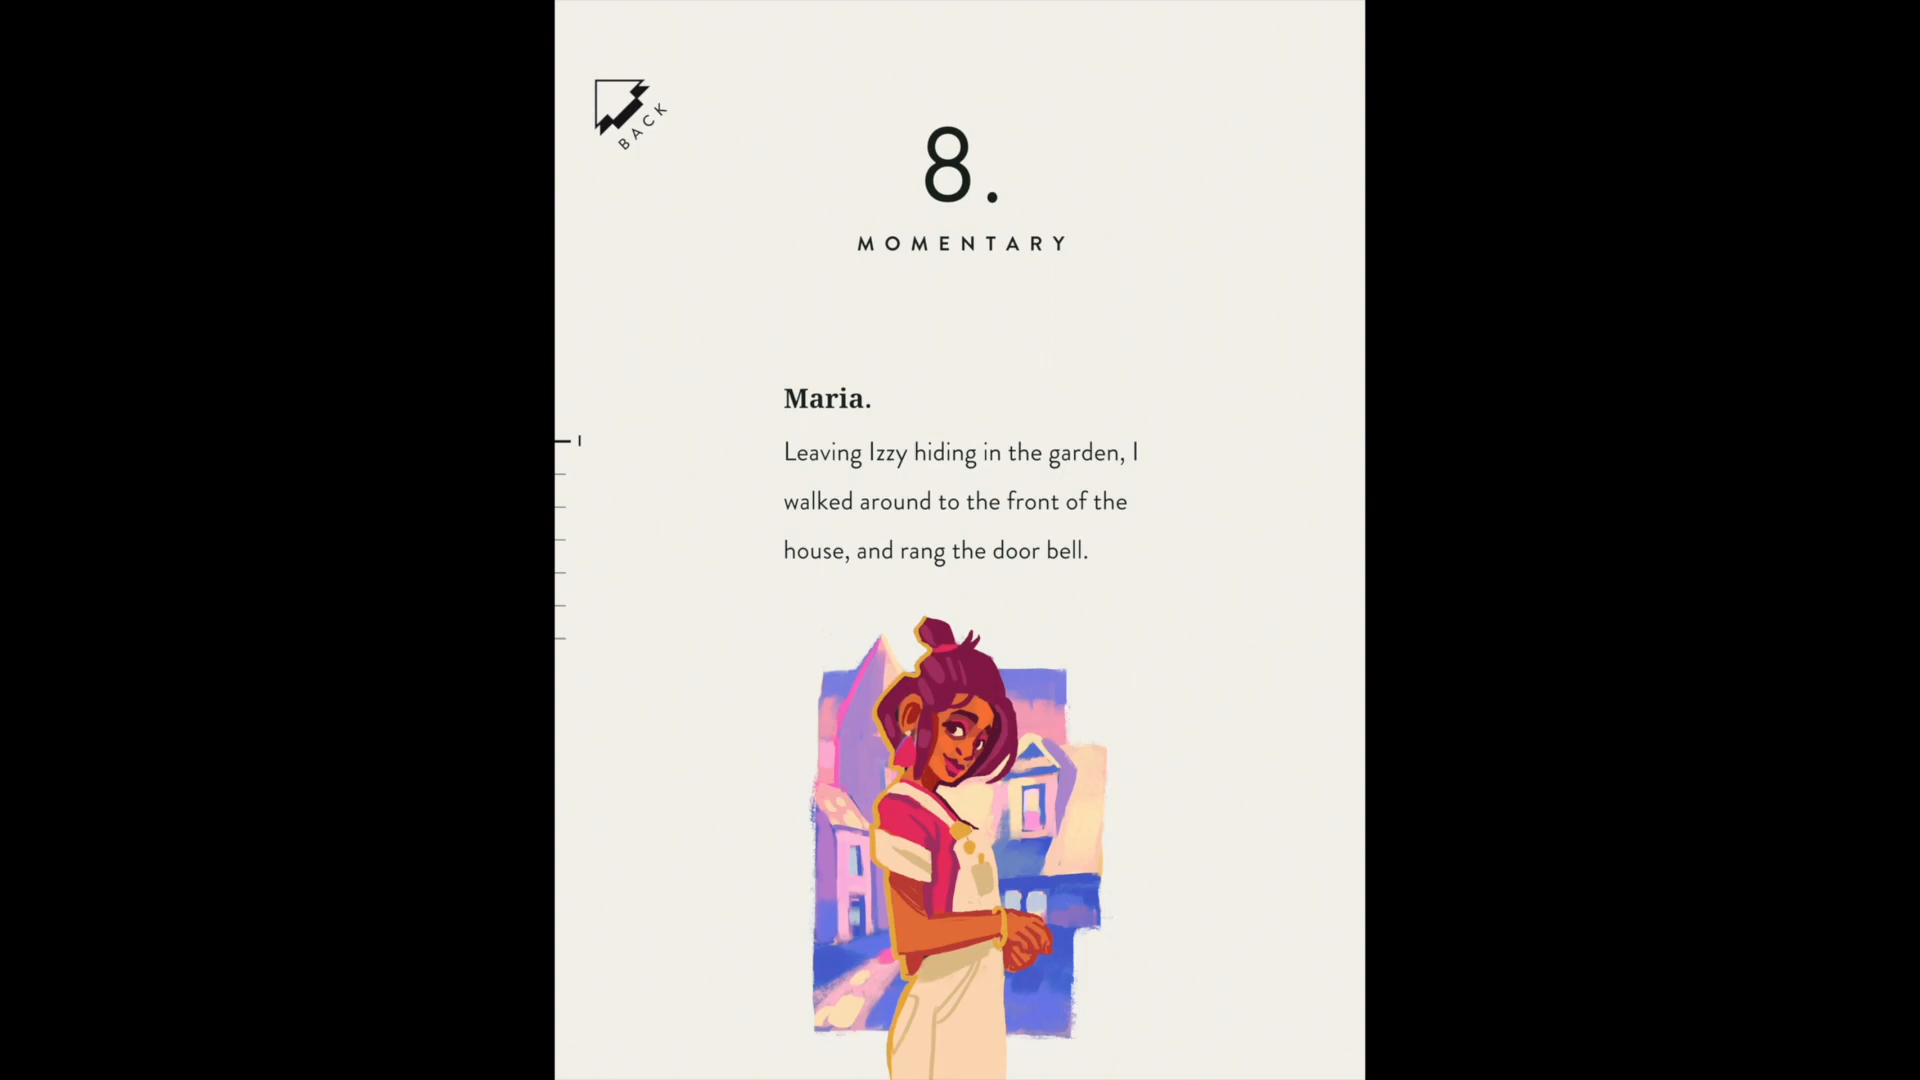 BACK
8.
MOMENTARY
Maria.
Leaving Izzy hiding in the garden, I
walked around to the front of the
house, and rang the door bell.